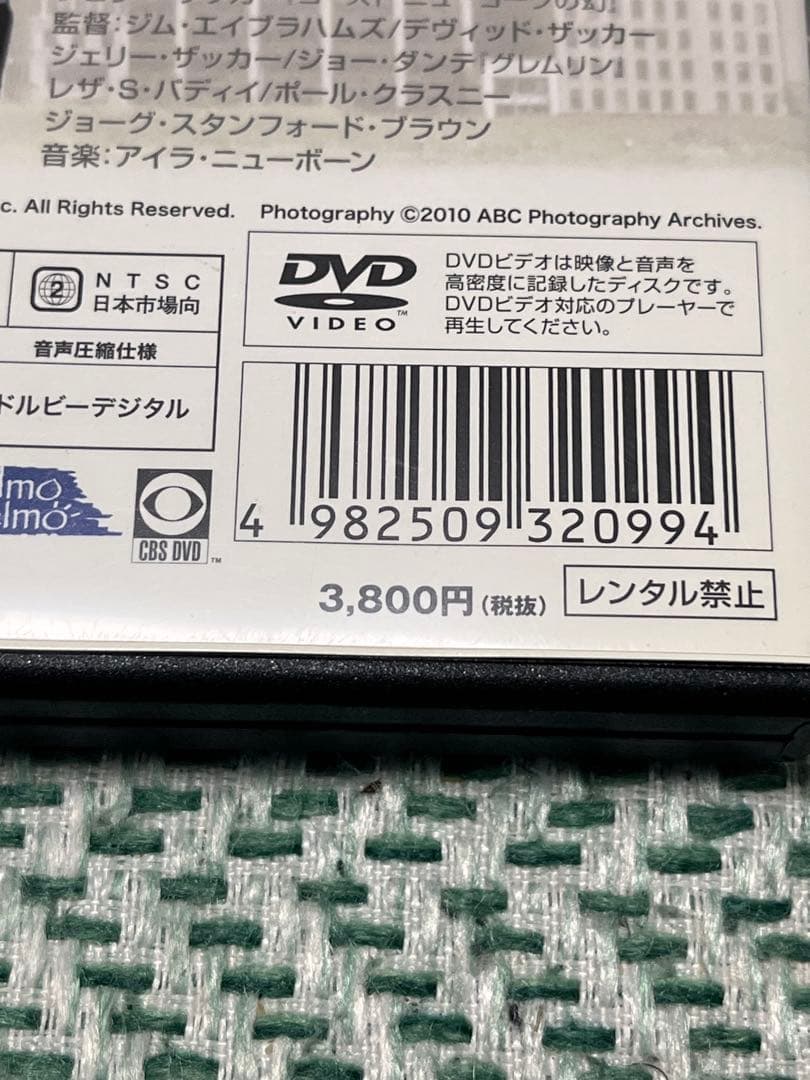 監督:ジム・エイブラハムズ/デヴィッド・ザッカー
ジェリー・ザッカー/ジョー・ダンテ『グレムリン』
レザ・S・バディイ/ポール・クラスニー
ジョーグ・スタンフォード・ブラウン
音楽:アイラ・ニューボーン
c. All Rights Reserved. Photography ©2010 ABC Photography Archives.
2 NTSC
日本市場向
音声圧縮仕様
ドルビーデジタル
DVD
VIDEO™
DVDビデオは映像と音声を
高密度に記録したディスクです。
DVDビデオ対応のプレーヤーで
再生してください。
lmo
elmo
CBS DVD™
4 982509 320994
3,800円(税抜)
レンタル禁止